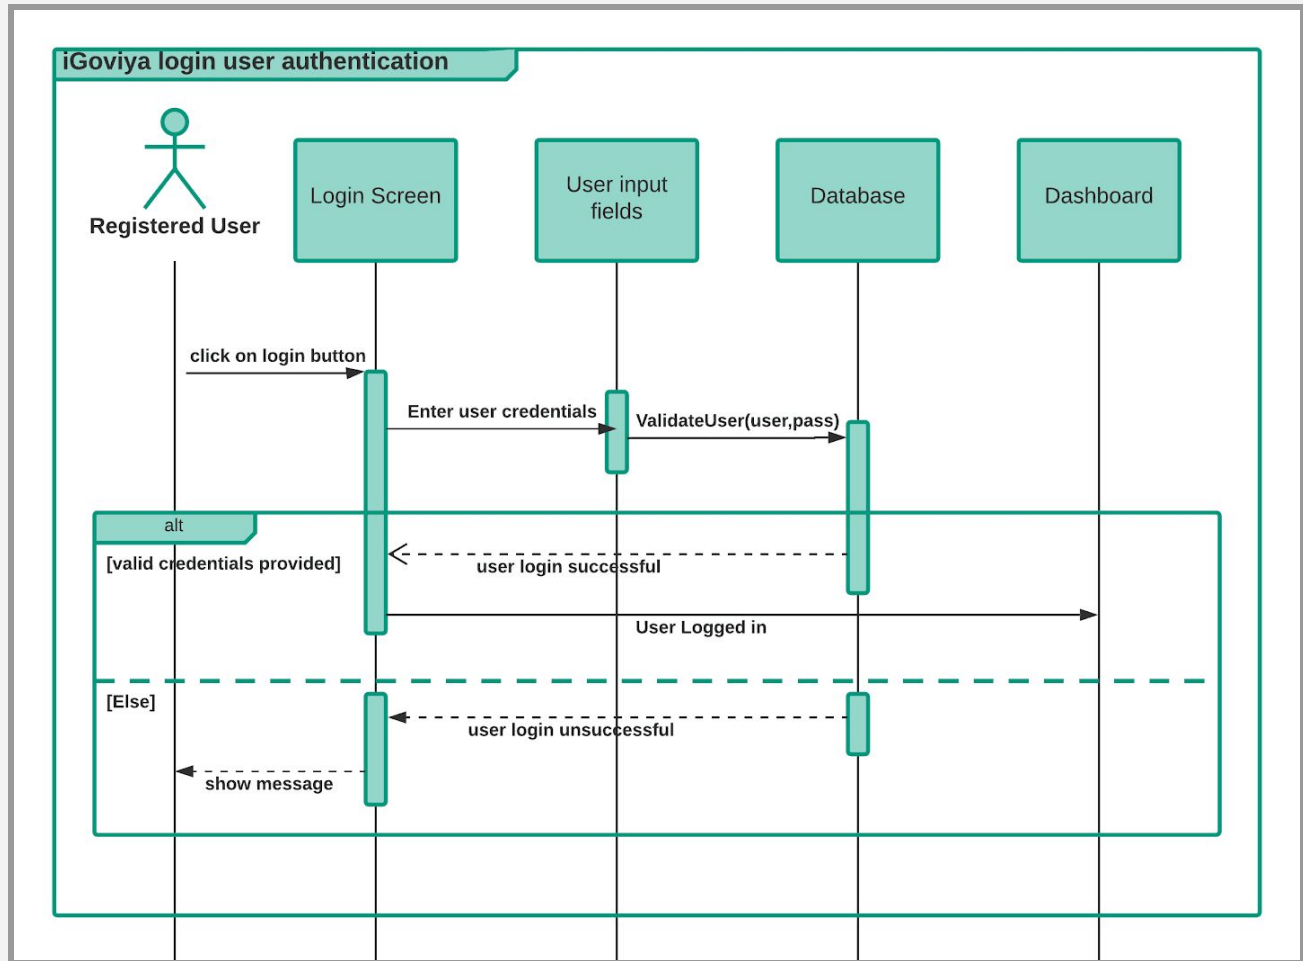 iGoviya login user authentication
Registered User
Login Screen
User input
fields
Database
Dashboard
click on login button
Enter user credentials
ValidateUser(user,pass)
alt
[valid credentials provided]
user login successful
User Logged in
[Else]
user login unsuccessful
show message